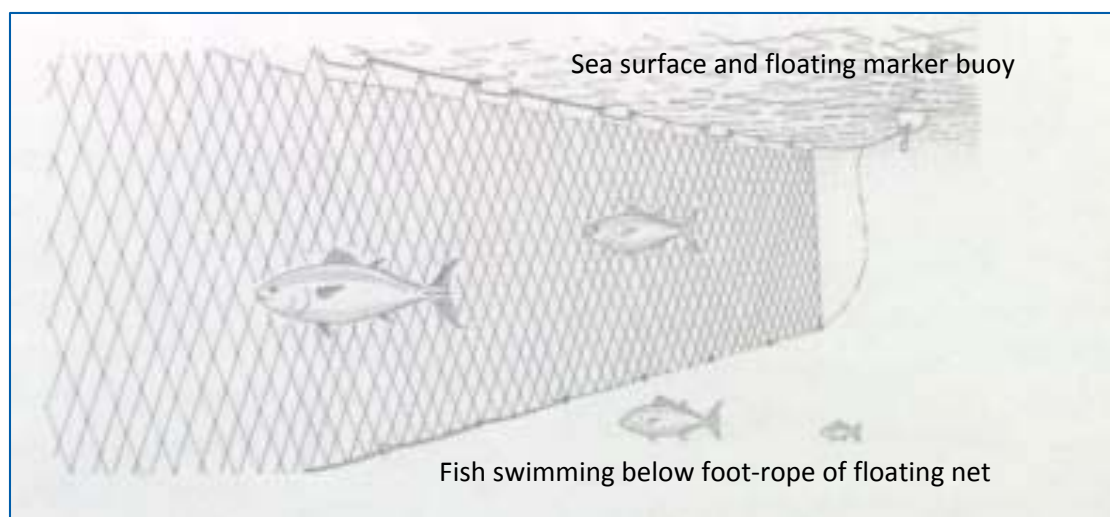 Sea surface and floating marker buoy
Fish swimming below foot-rope of floating net